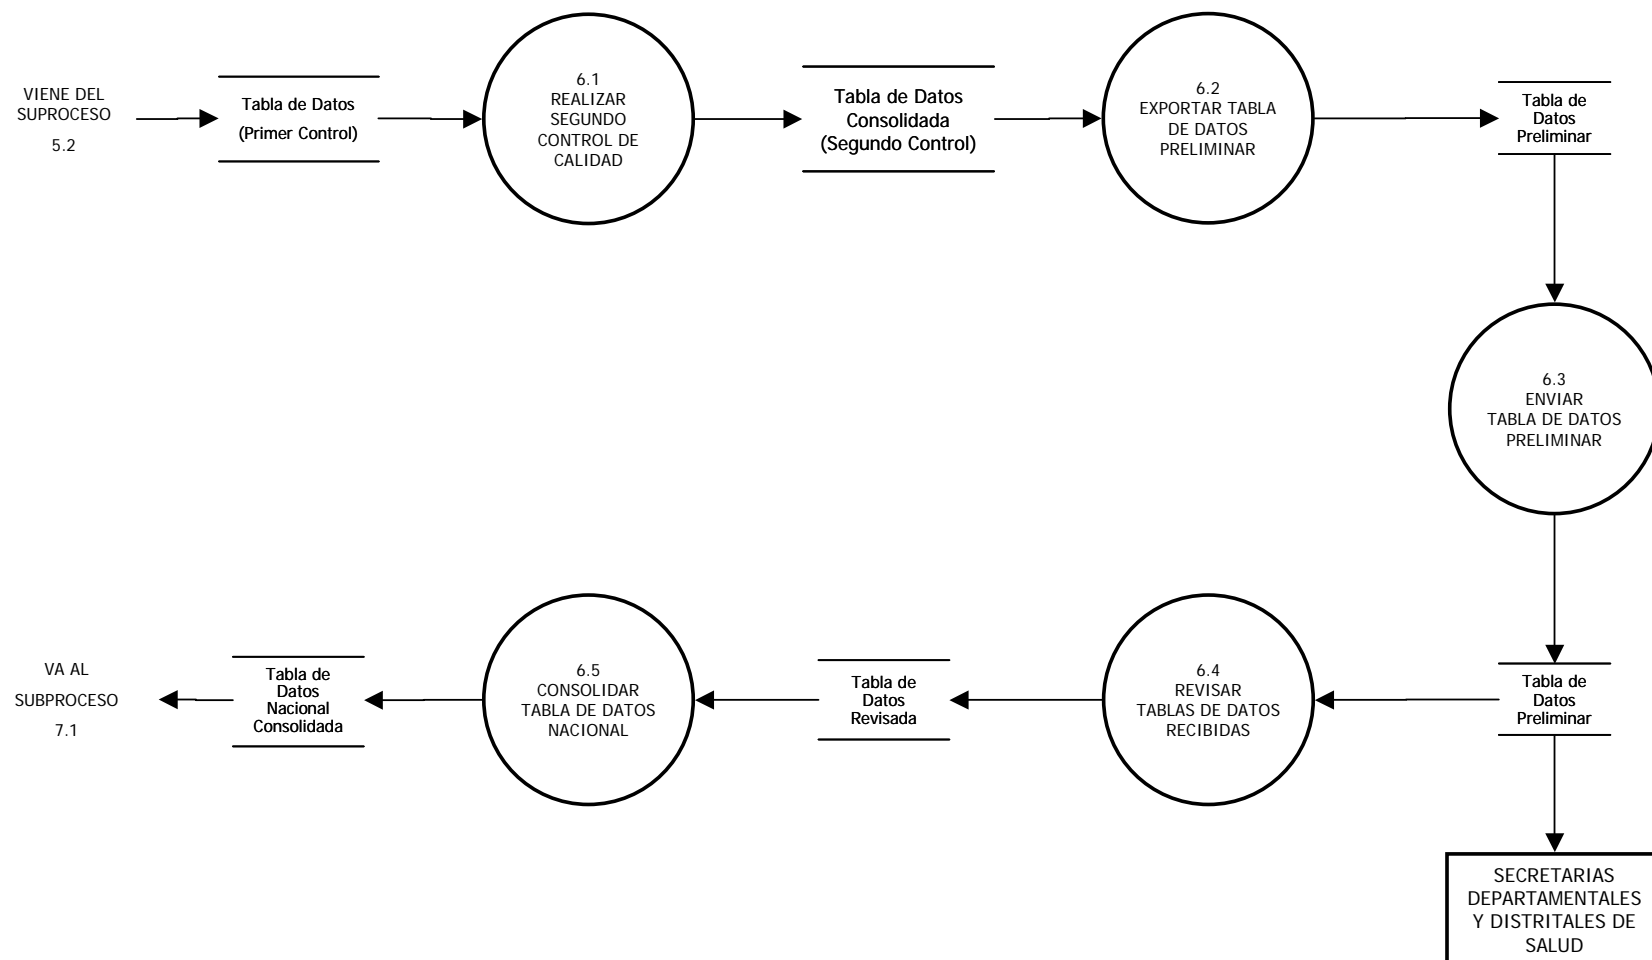 VIENE DEL
SUPROCESO
5.2
Tabla de Datos
(Primer Control)
6.1
REALIZAR
SEGUNDO
CONTROL DE
CALIDAD
Tabla de Datos
Consolidada
(Segundo Control)
6.2
EXPORTAR TABLA
DE DATOS
PRELIMINAR
Tabla de
Datos
Preliminar
6.3
ENVIAR
TABLA DE DATOS
PRELIMINAR
Tabla de
Datos
Preliminar
6.4
REVISAR
TABLAS DE DATOS
RECIBIDAS
Tabla de
Datos
Revisada
6.5
CONSOLIDAR
TABLA DE DATOS
NACIONAL
Tabla de
Datos
Nacional
Consolidada
VA AL
SUBPROCESO
7.1
SECRETARIAS
DEPARTAMENTALES
Y DISTRITALES DE
SALUD